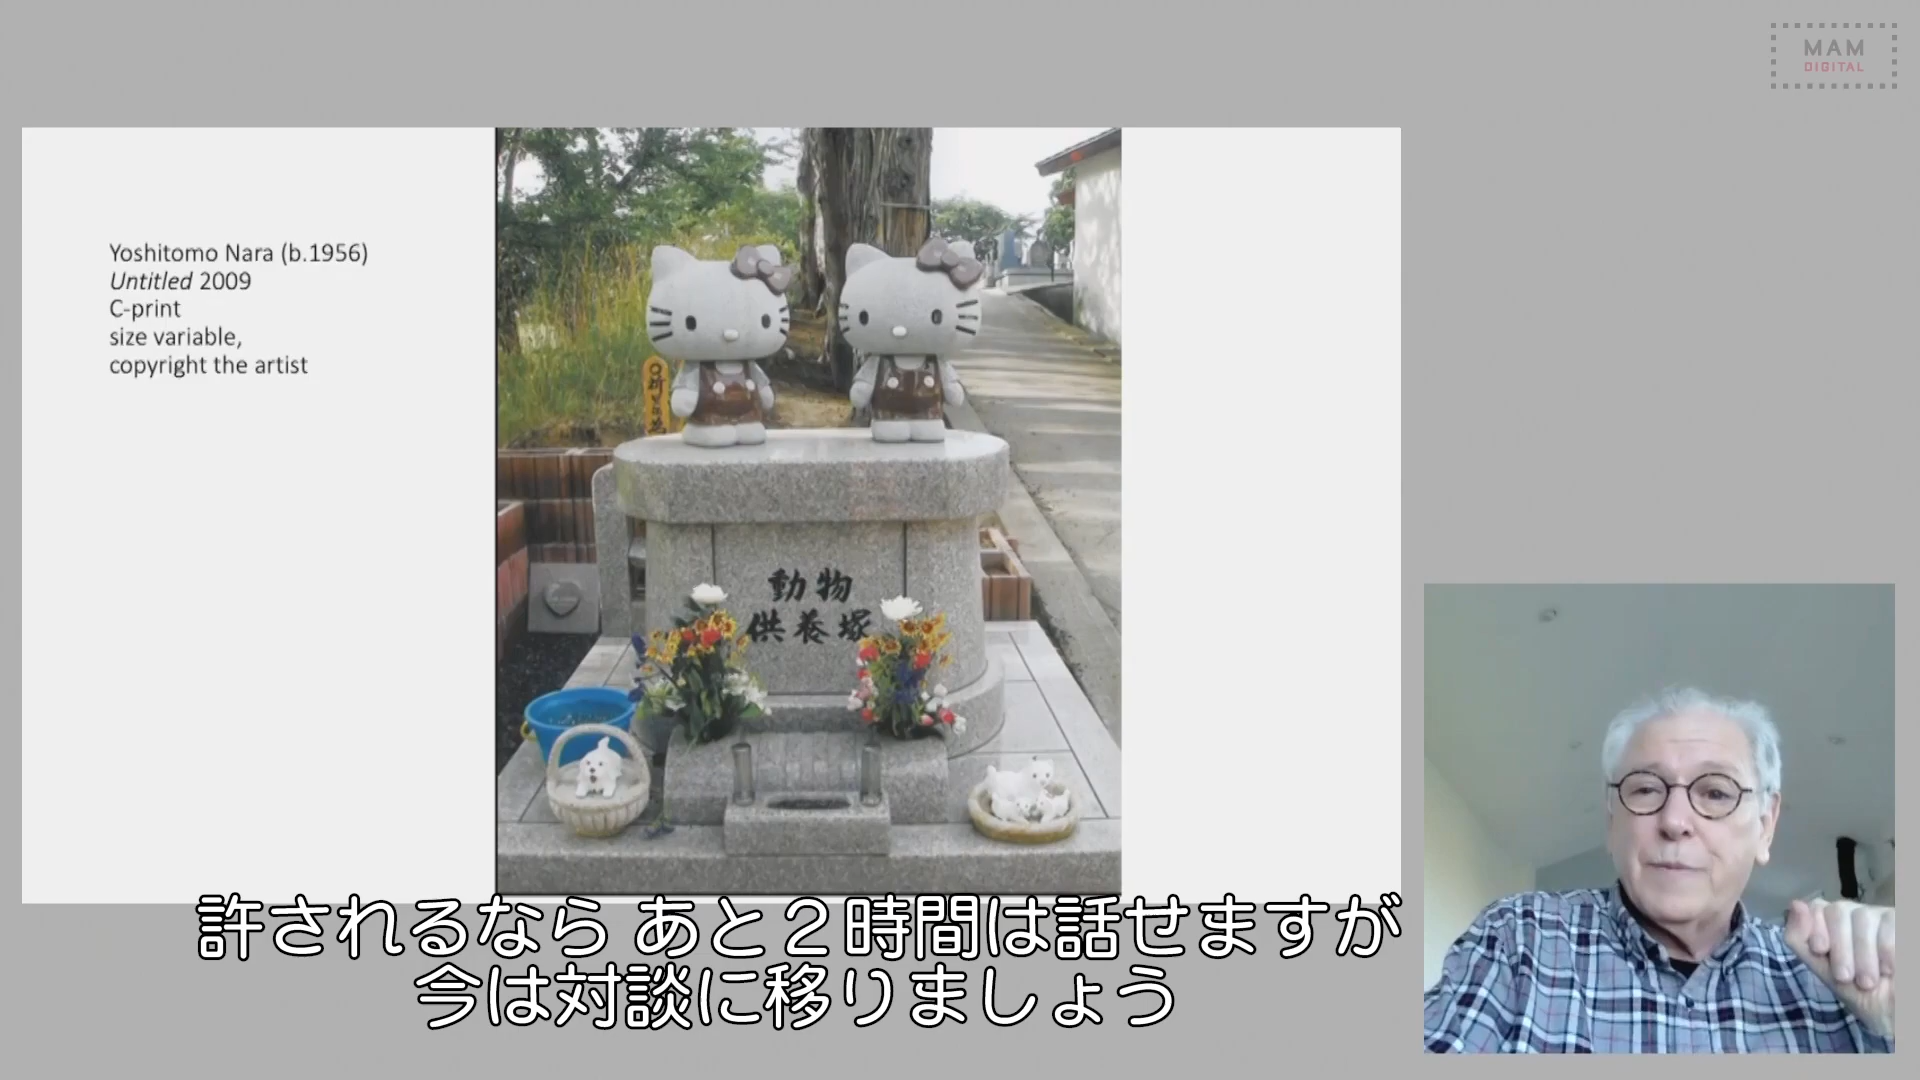 MAM
DIGITAL
Yoshitomo Nara (b.1956)
Untitled 2009
C-print
size variable,
copyright the artist
動物
供養塚
許されるなら あと２時間は話せますが
今は対談に移りましょう